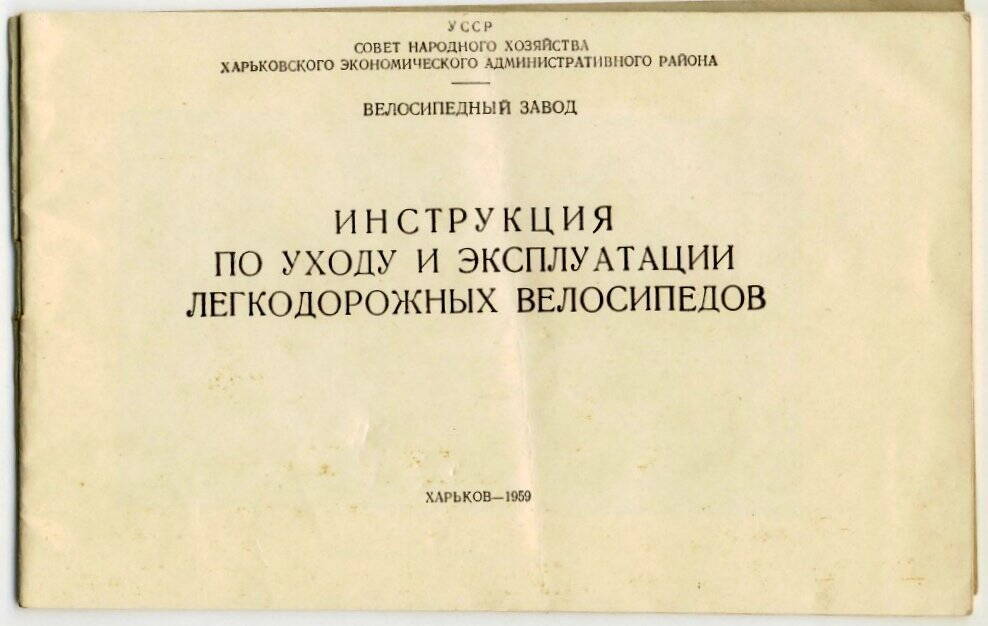 УССР
СОВЕТ НАРОДНОГО ХОЗЯЙСТВА
ХАРЬКОВСКОГО ЭКОНОМИЧЕСКОГО АДМИНИСТРАТИВНОГО РАЙОНА
ВЕЛОСИПЕДНЫЙ ЗАВОД
ИНСТРУКЦИЯ
ПО УХОДУ И ЭКСПЛУАТАЦИИ
ЛЕГКОДОРОЖНЫХ ВЕЛОСИПЕДОВ
ХАРЬКОВ—1959